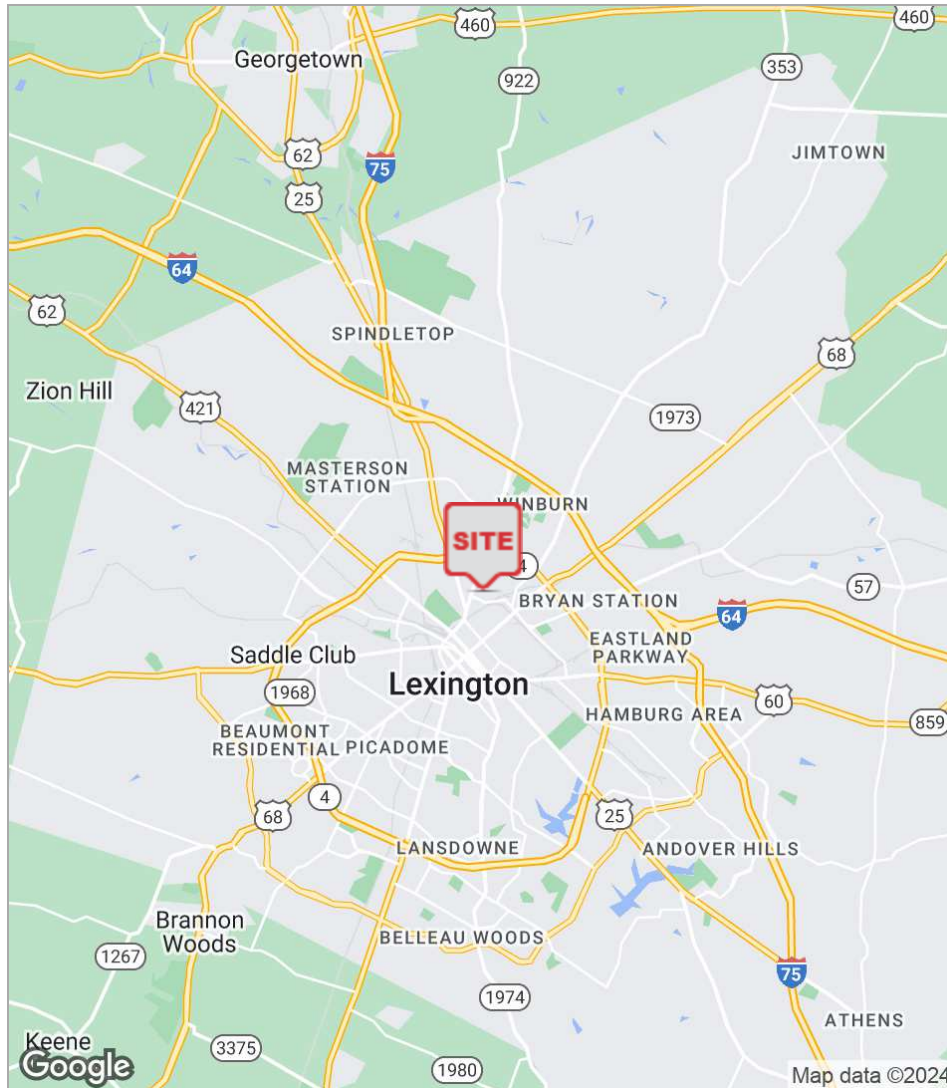 460
460
Georgetown
353
922
JIMTOWN
62
75
25
64
62
SPINDLETOP
68
Zion Hill
421
1973
MASTERSON
STATION
WINBURN
SITE
4
57
BRYAN STATION
64
EASTLAND
PARKWAY
Saddle Club
Lexington
1968
60
HAMBURG AREA
859
BEAUMONT
RESIDENTIAL
PICADOME
4
68
25
LANSDOWNE
ANDOVER HILLS
Brannon
Woods
BELLEAU WOODS
1267
75
1974
ATHENS
Keene
3375
1980
Google
Map data ©2024